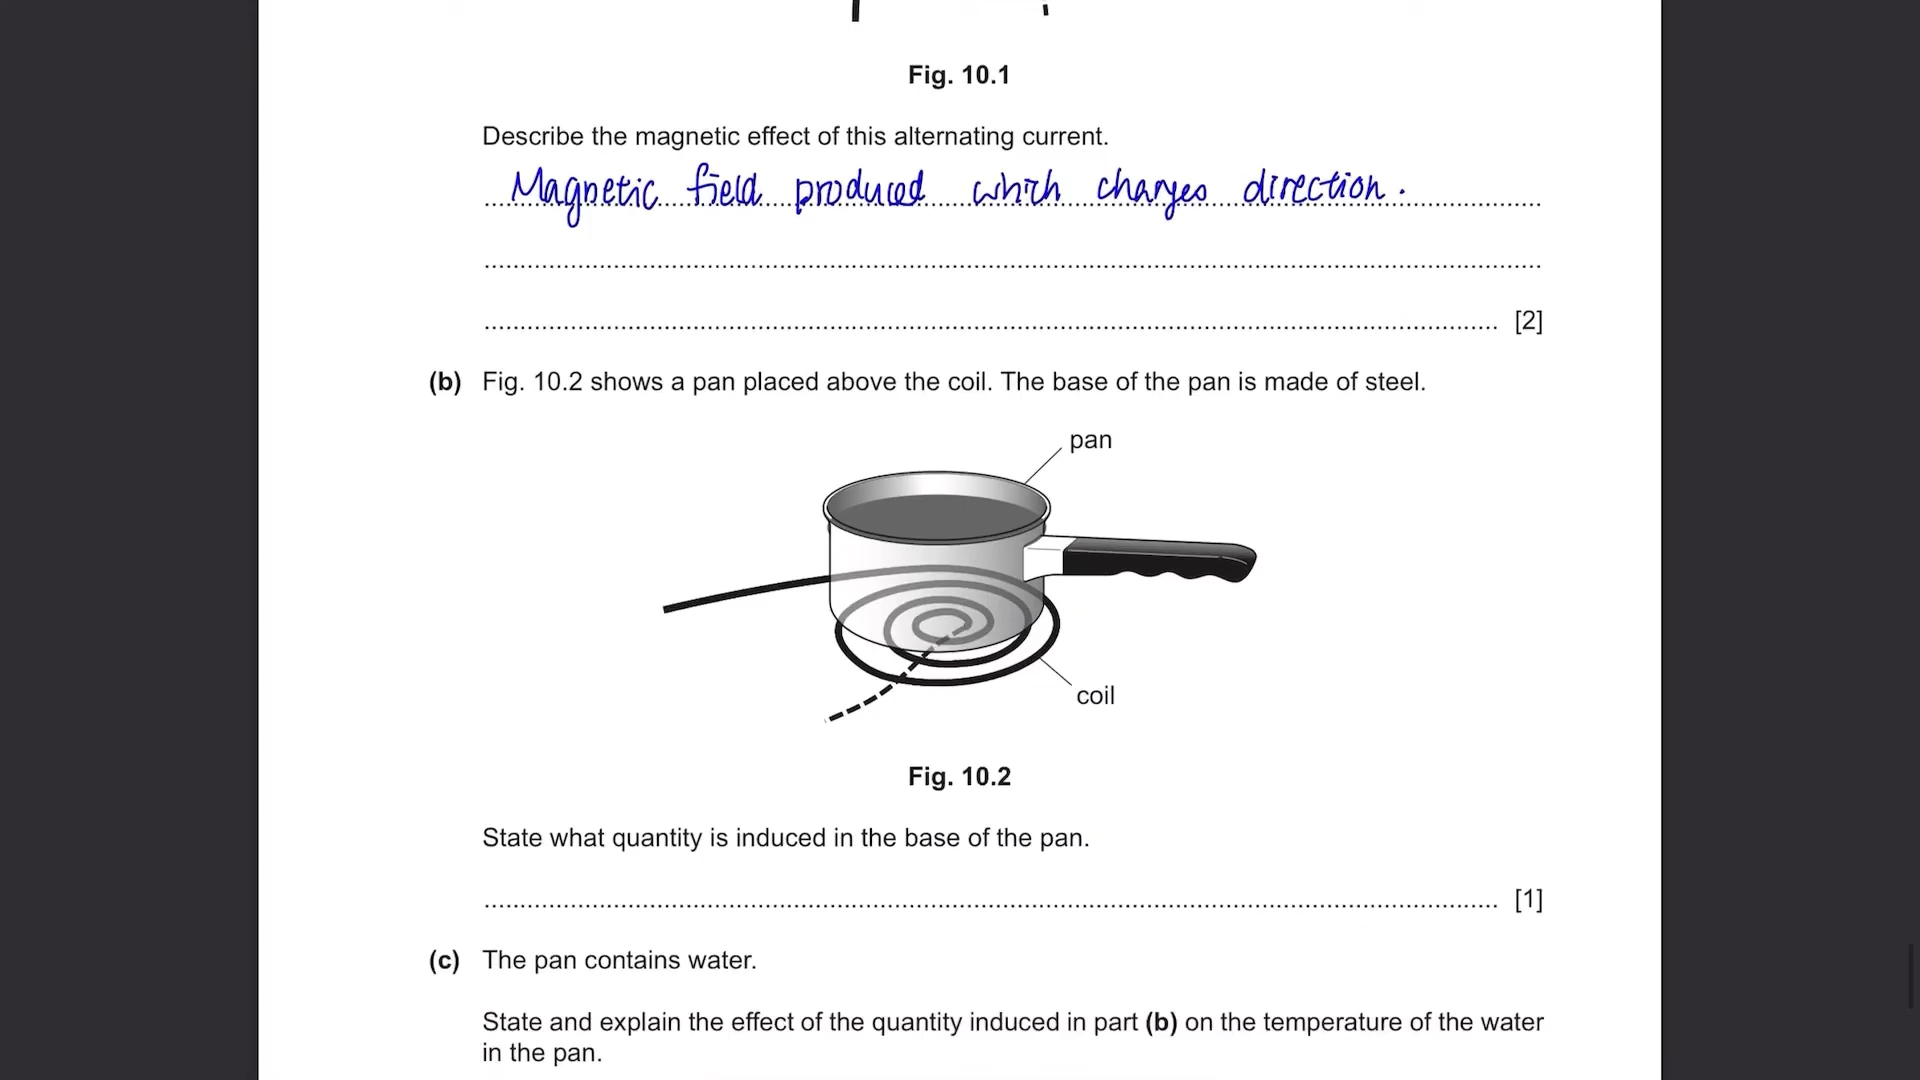 Fig. 10.1
Describe the magnetic effect of this alternating current.
Magnetic field produced which changes direction.
[2]
(b) Fig. 10.2 shows a pan placed above the coil. The base of the pan is made of steel.
pan
coil
Fig. 10.2
State what quantity is induced in the base of the pan.
[1]
(c) The pan contains water.
State and explain the effect of the quantity induced in part (b) on the temperature of the water
in the pan.